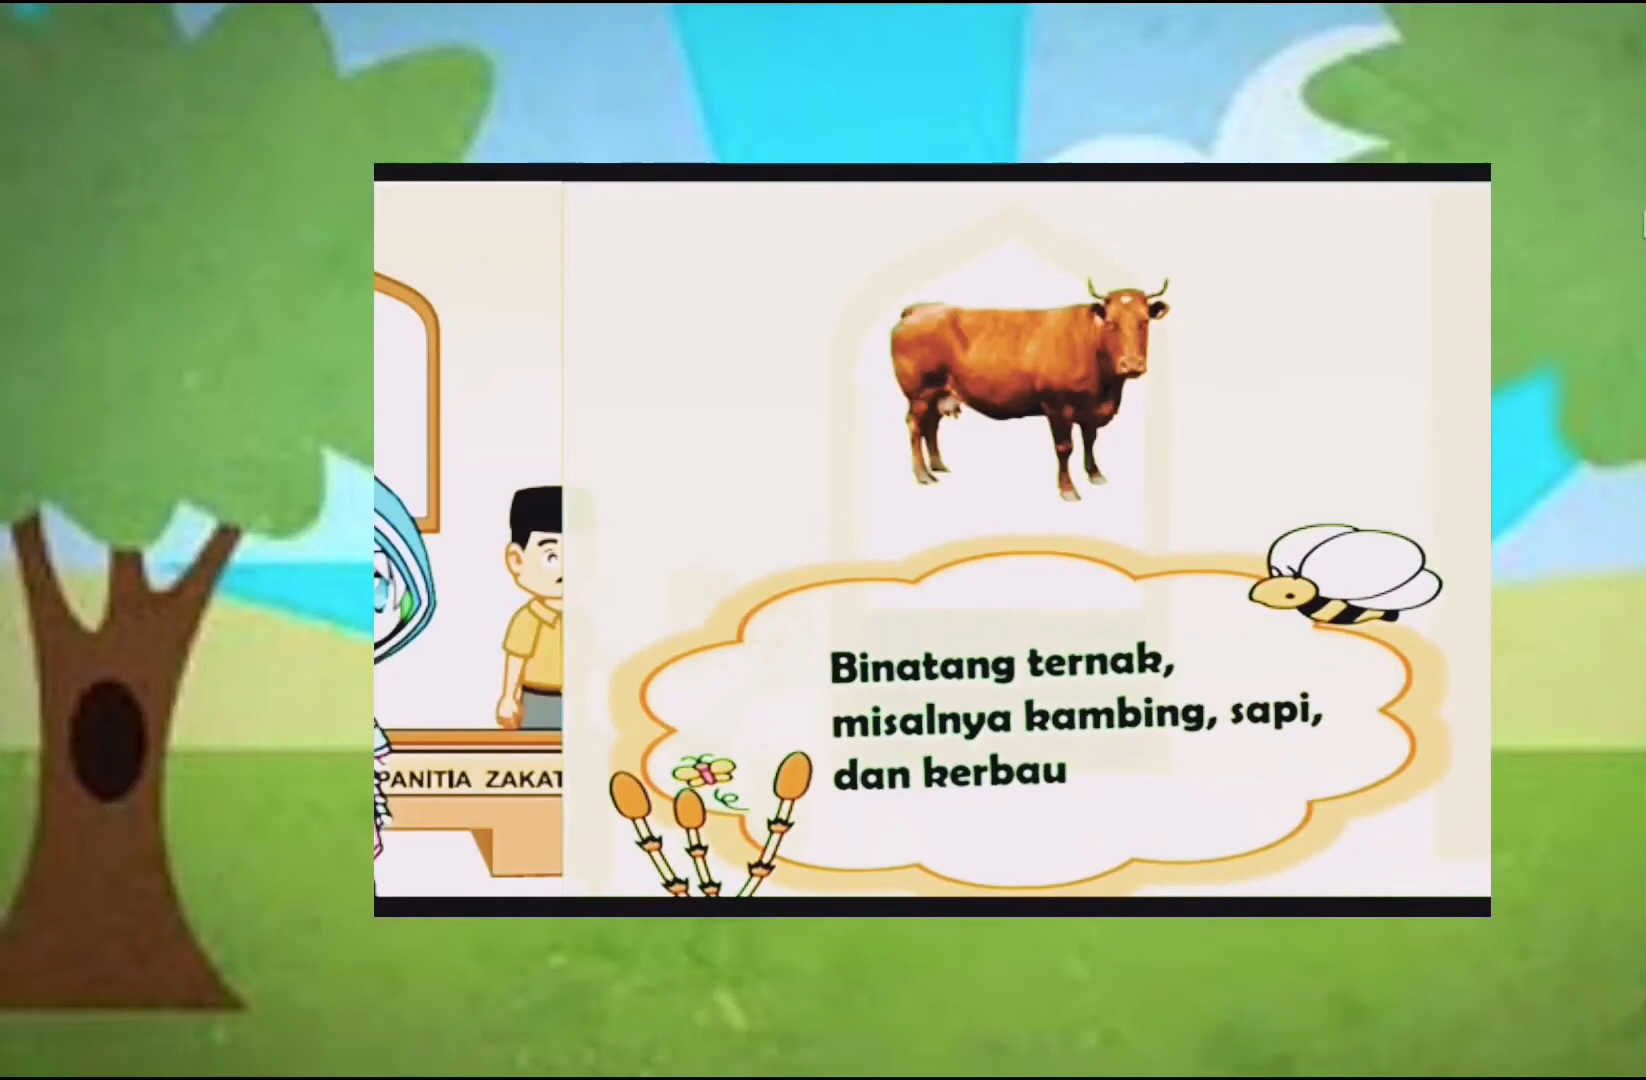 PANITIA ZAKAT
Binatang ternak,
misalnya kambing, sapi,
dan kerbau